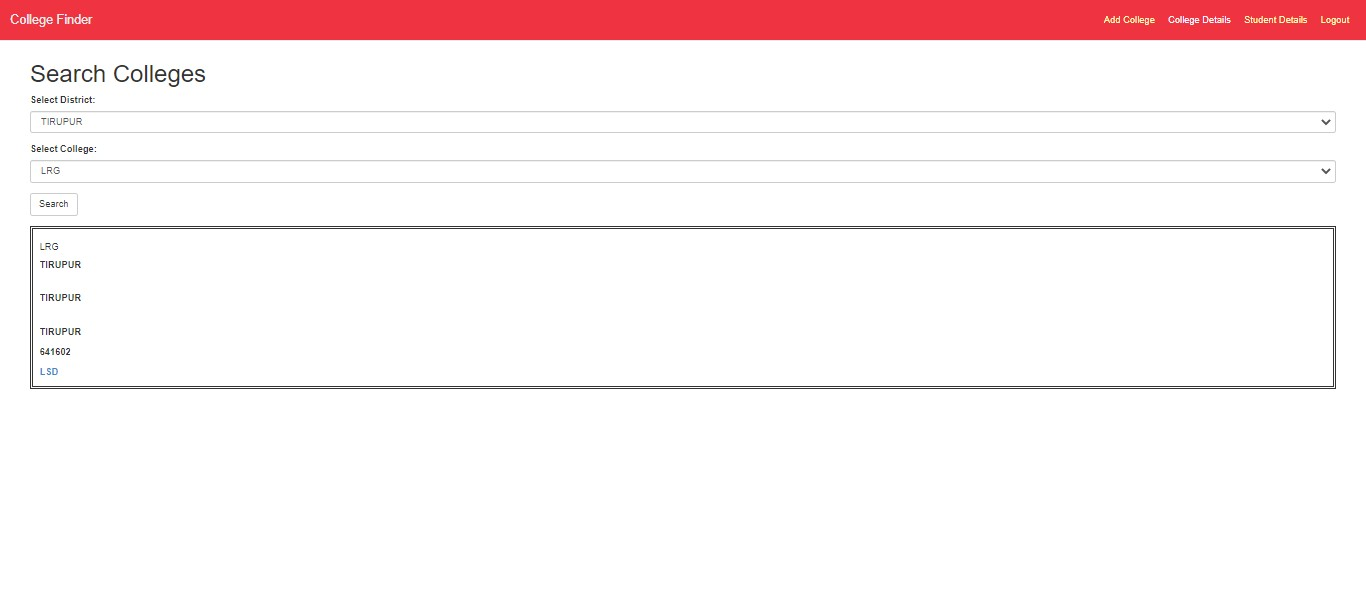 College Finder Add College College Details Student Details Logout
Search Colleges
Select District:
TIRUPUR
Select College:
LRG
Search
LRG
TIRUPUR
TIRUPUR
TIRUPUR
641602
LSD